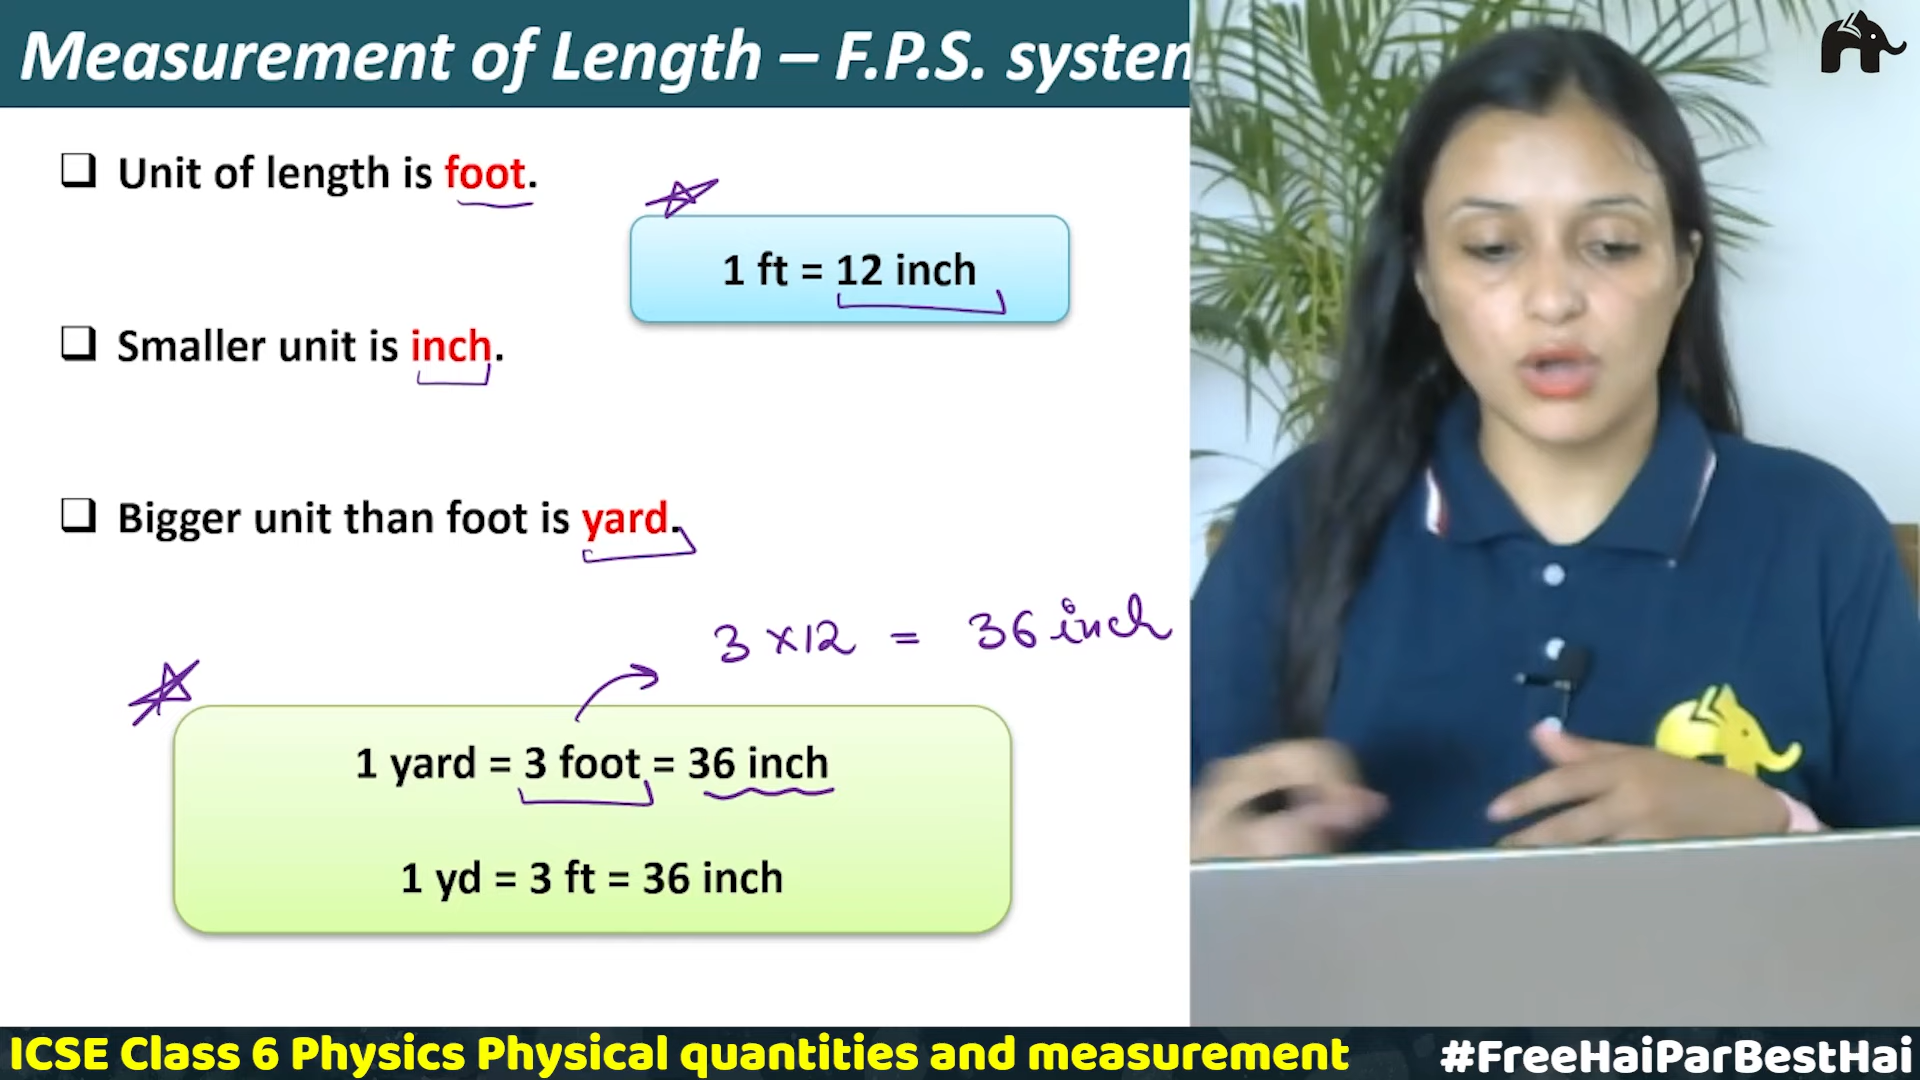 Measurement of Length – F.P.S. system
❑ Unit of length is foot.
1 ft = 12 inch
❑ Smaller unit is inch.
❑ Bigger unit than foot is yard.
3 × 12 = 36 inch
1 yard = 3 foot = 36 inch
1 yd = 3 ft = 36 inch
ICSE Class 6 Physics Physical quantities and measurement
#FreeHaiParBestHai